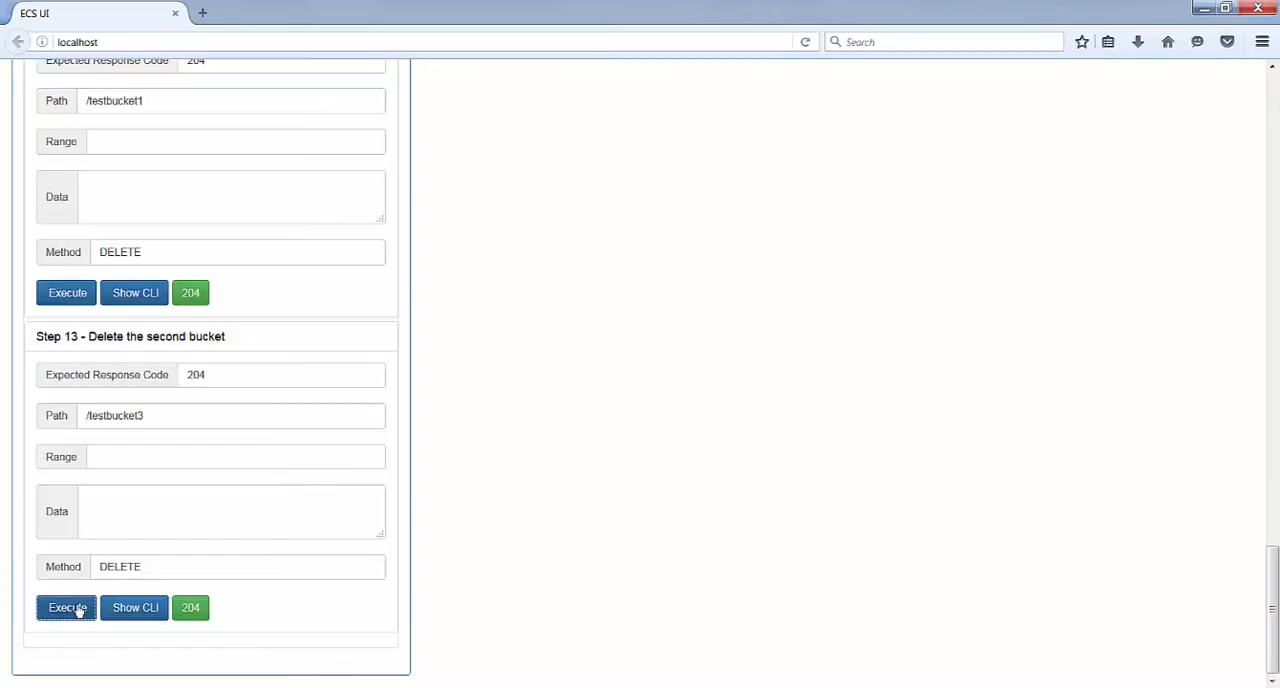 ECS UI
localhost
Search
Expected Response Code 204
Path /testbucket1
Range
Data
Method DELETE
Execute Show CLI 204
Step 13 - Delete the second bucket
Expected Response Code 204
Path /testbucket3
Range
Data
Method DELETE
Execute Show CLI 204